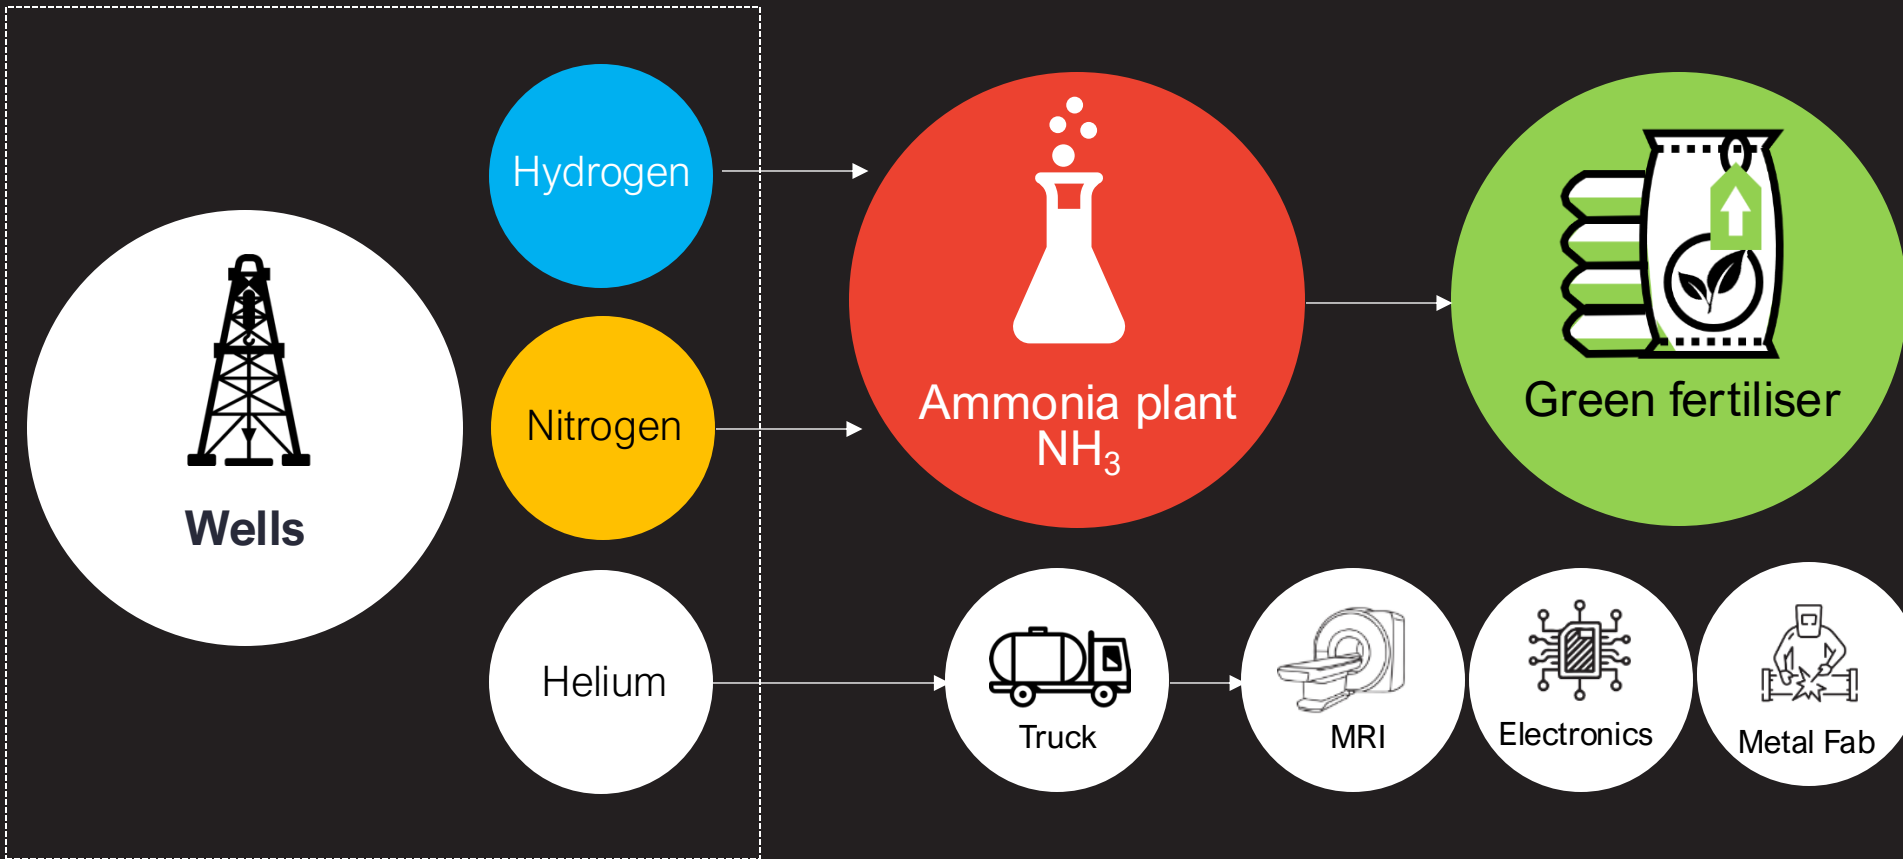 Wells
Hydrogen
Nitrogen
Helium
Ammonia plant
NH₃
Green fertiliser
Truck
MRI
Electronics
Metal Fab